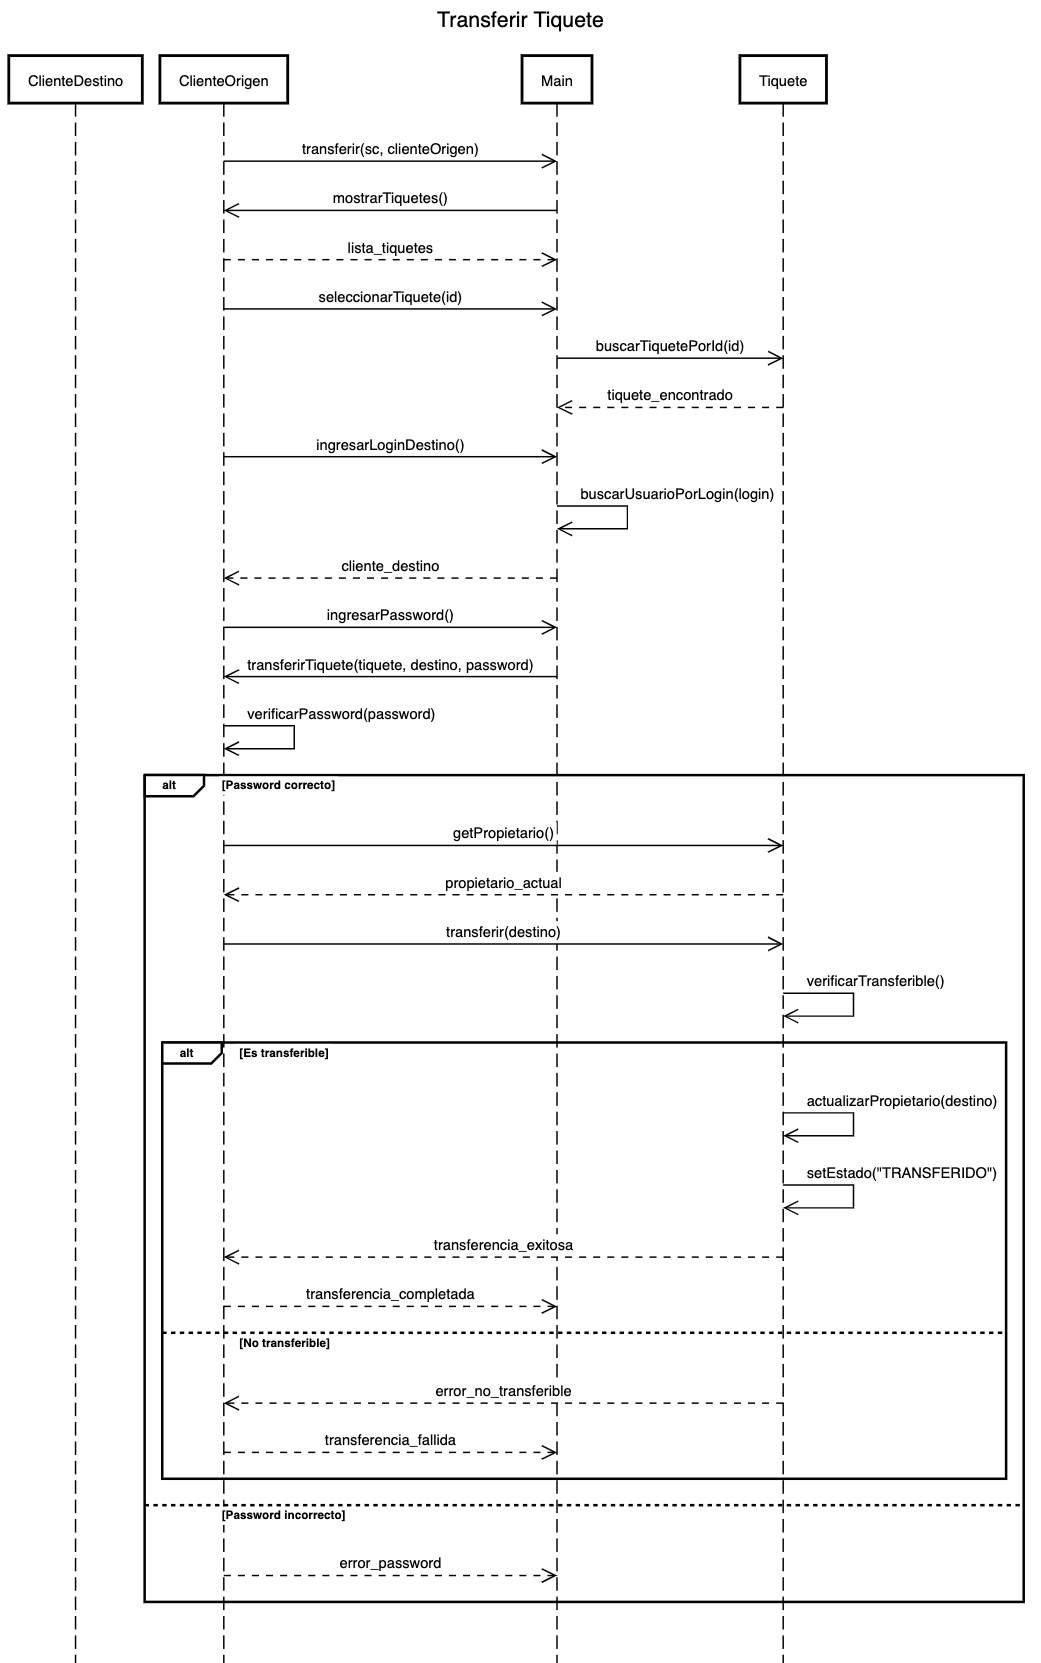 Transferir Tiquete
ClienteDestino
ClienteOrigen
Main
Tiquete
transferir(sc, clienteOrigen)
mostrarTiquetes()
lista_tiquetes
seleccionarTiquete(id)
buscarTiquetePorId(id)
tiquete_encontrado
ingresarLoginDestino()
buscarUsuarioPorLogin(login)
cliente_destino
ingresarPassword()
transferirTiquete(tiquete, destino, password)
verificarPassword(password)
alt
[Password correcto]
getPropietario()
propietario_actual
transferir(destino)
verificarTransferible()
alt
[Es transferible]
actualizarPropietario(destino)
setEstado("TRANSFERIDO")
transferencia_exitosa
transferencia_completada
[No transferible]
error_no_transferible
transferencia_fallida
[Password incorrecto]
error_password